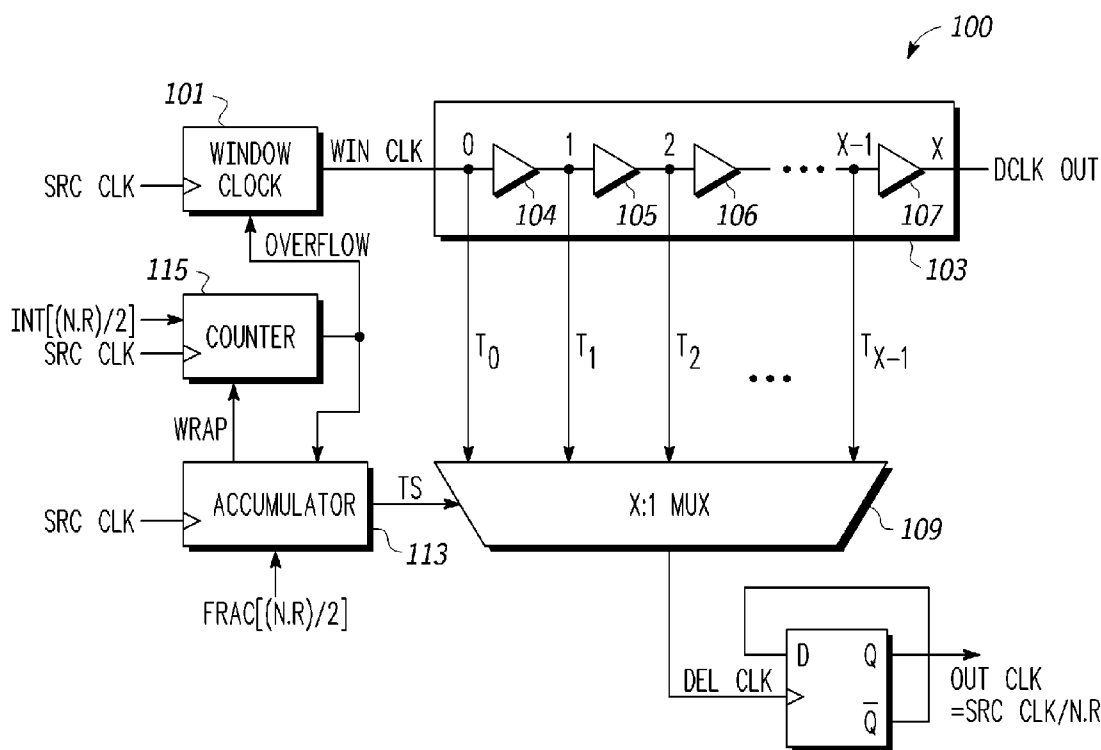 100
101
WINDOW
CLOCK
SRC CLK
WIN CLK
0
1
2
X-1
X
DCLK OUT
104
105
106
107
103
OVERFLOW
115
INT[(N.R)/2]
SRC CLK
COUNTER
T0
T1
T2
TX-1
•••
WRAP
ACCUMULATOR
SRC CLK
TS
X:1 MUX
113
109
FRAC[(N.R)/2]
D
Q
DEL CLK
Q̅
OUT CLK
=SRC CLK/N.R